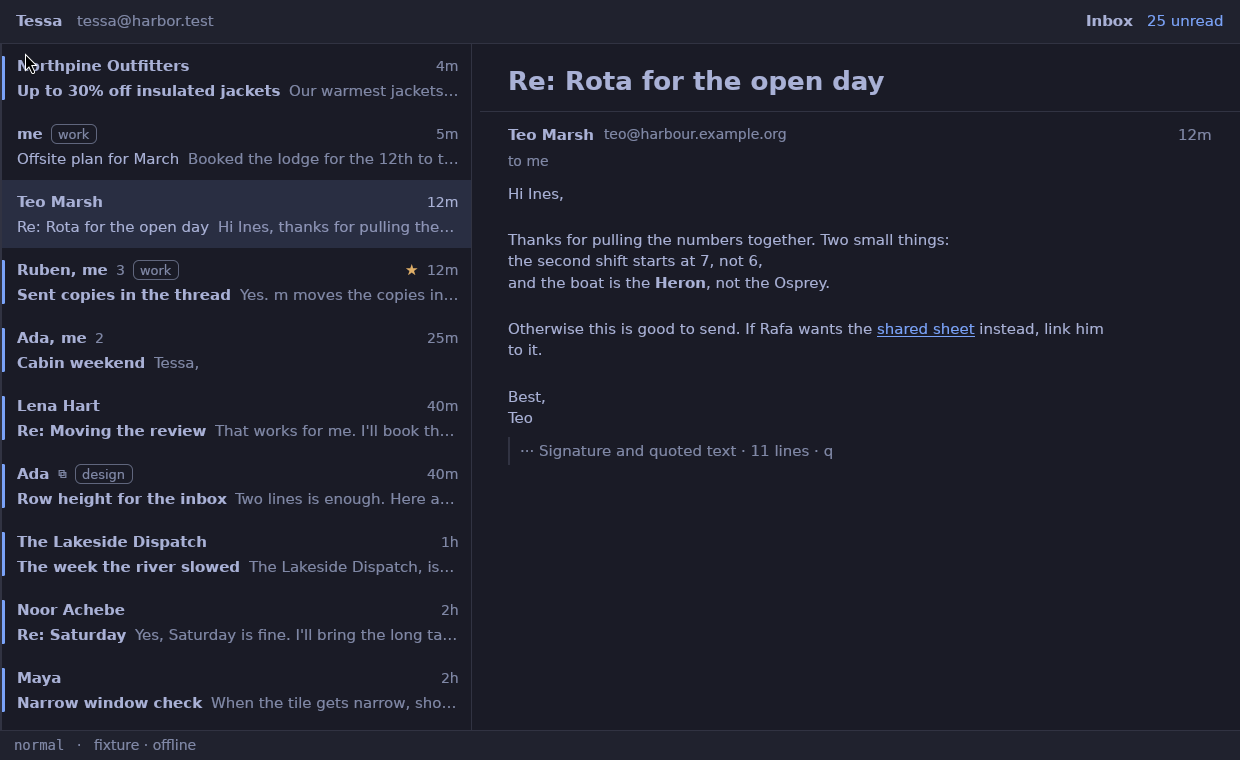 Tessa tessa@harbor.test
Inbox 25 unread
Northpine Outfitters 4m
Up to 30% off insulated jackets Our warmest jackets…
me work 5m
Offsite plan for March Booked the lodge for the 12th to t…
Teo Marsh 12m
Re: Rota for the open day Hi Ines, thanks for pulling the…
Ruben, me 3 work ★ 12m
Sent copies in the thread Yes. m moves the copies in…
Ada, me 2 25m
Cabin weekend Tessa,
Lena Hart 40m
Re: Moving the review That works for me. I'll book th…
Ada design 40m
Row height for the inbox Two lines is enough. Here a…
The Lakeside Dispatch 1h
The week the river slowed The Lakeside Dispatch, is…
Noor Achebe 2h
Re: Saturday Yes, Saturday is fine. I'll bring the long ta…
Maya 2h
Narrow window check When the tile gets narrow, sho…
Re: Rota for the open day
Teo Marsh teo@harbour.example.org 12m
to me
Hi Ines,
Thanks for pulling the numbers together. Two small things:
the second shift starts at 7, not 6,
and the boat is the Heron, not the Osprey.
Otherwise this is good to send. If Rafa wants the shared sheet instead, link him
to it.
Best,
Teo
··· Signature and quoted text · 11 lines · q
normal · fixture · offline